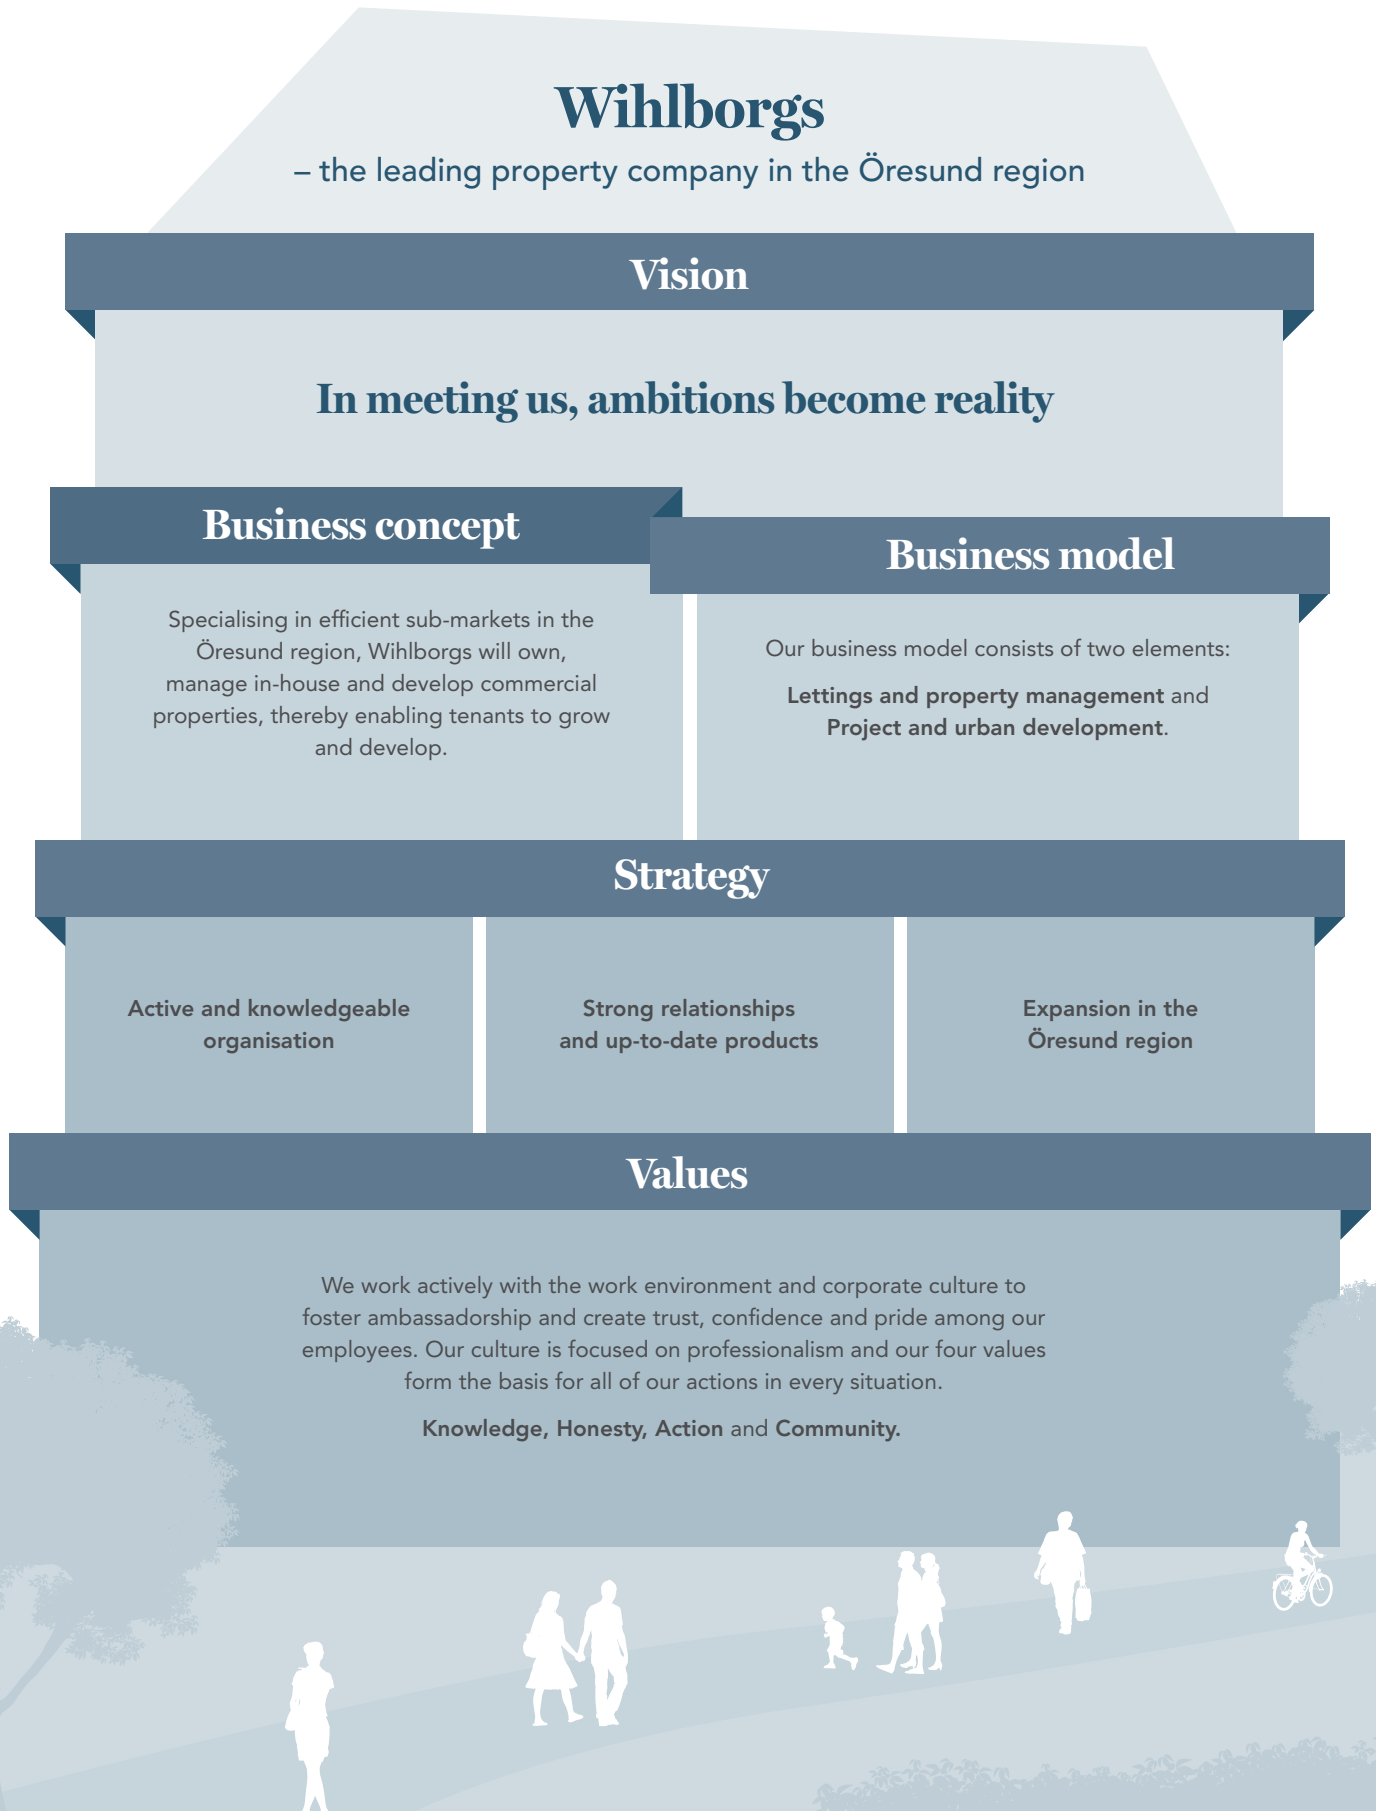 Wihlborgs
– the leading property company in the Öresund region
Vision
In meeting us, ambitions become reality
Business concept
Specialising in efficient sub-markets in the
Öresund region, Wihlborgs will own,
manage in-house and develop commercial
properties, thereby enabling tenants to grow
and develop.
Business model
Our business model consists of two elements:
Lettings and property management and
Project and urban development.
Strategy
Active and knowledgeable
organisation
Strong relationships
and up-to-date products
Expansion in the
Öresund region
Values
We work actively with the work environment and corporate culture to
foster ambassadorship and create trust, confidence and pride among our
employees. Our culture is focused on professionalism and our four values
form the basis for all of our actions in every situation.
Knowledge, Honesty, Action and Community.